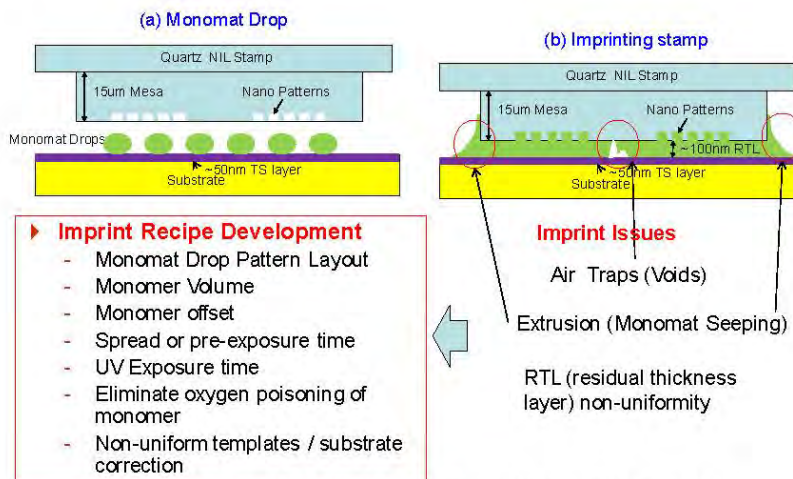 (a) Monomat Drop
Quartz NIL Stamp
15um Mesa
Nano Patterns
Monomat Drops
~50nm TS layer
Substrate
(b) Imprinting stamp
Quartz NIL Stamp
15um Mesa
Nano Patterns
~100nm RTL
~50nm TS layer
Substrate
Imprint Recipe Development
- Monomat Drop Pattern Layout
- Monomer Volume
- Monomer offset
- Spread or pre-exposure time
- UV Exposure time
- Eliminate oxygen poisoning of
monomer
- Non-uniform templates / substrate
correction
Imprint Issues
Air Traps (Voids)
Extrusion (Monomat Seeping)
RTL (residual thickness
layer) non-uniformity